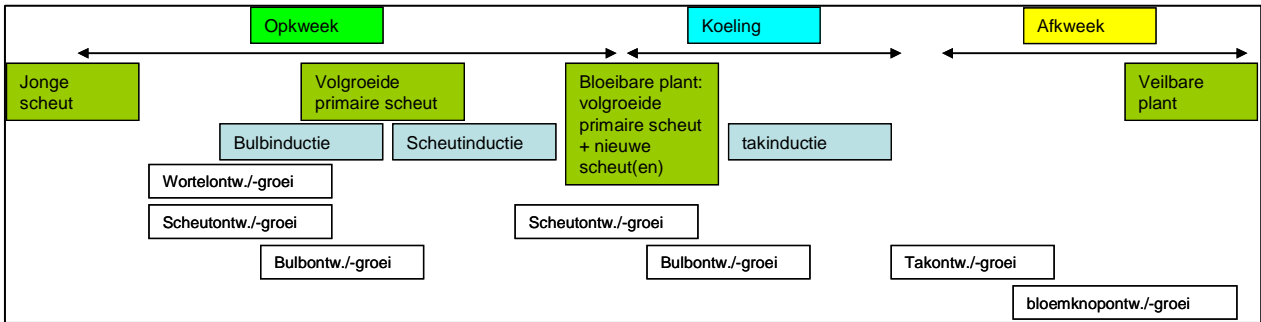 Opkweek
Koeling
Afkweek
Jonge
scheut
Volgroeide
primaire scheut
Bloeibare plant:
volgroeide
primaire scheut
+ nieuwe
scheut(en)
Veilbare
plant
Bulbinductie
Scheutinductie
takinductie
Wortelontw./-groei
Scheutontw./-groei
Scheutontw./-groei
Bulbontw./-groei
Bulbontw./-groei
Takontw./-groei
bloemknopontw./-groei